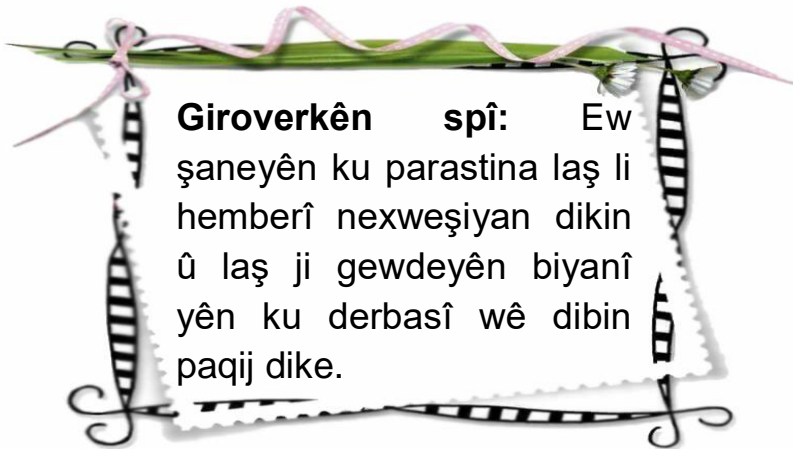 Giroverkên spî: Ew
şaneyên ku parastina laş li
hemberî nexweşiyan dikin
û laş ji gewdeyên biyanî
yên ku derbasî wê dibin
paqij dike.